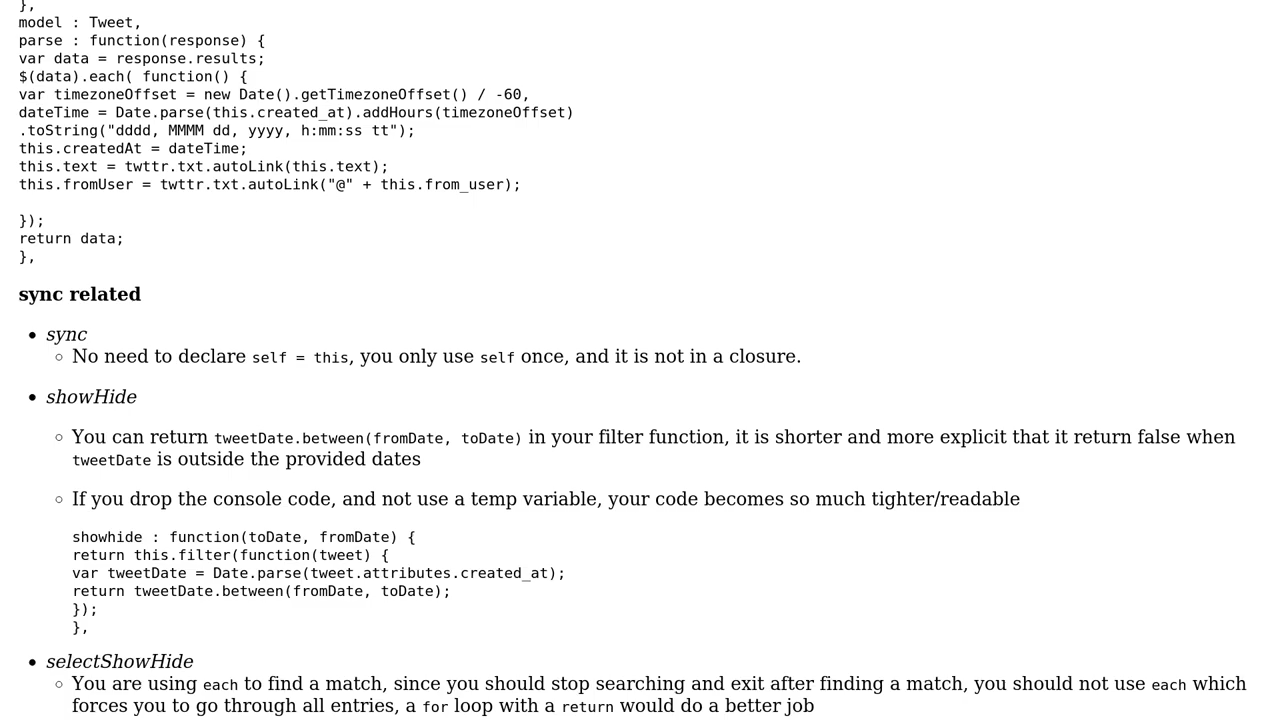 },
model : Tweet,
parse : function(response) {
var data = response.results;
$(data).each( function() {
var timezoneOffset = new Date().getTimezoneOffset() / -60,
dateTime = Date.parse(this.created_at).addHours(timezoneOffset)
.toString("dddd, MMMM dd, yyyy, h:mm:ss tt");
this.createdAt = dateTime;
this.text = twttr.txt.autoLink(this.text);
this.fromUser = twttr.txt.autoLink("@" + this.from_user);
});
return data;
},
sync related
• sync
◦ No need to declare self = this, you only use self once, and it is not in a closure.
• showHide
◦ You can return tweetDate.between(fromDate, toDate) in your filter function, it is shorter and more explicit that it return false when
tweetDate is outside the provided dates
◦ If you drop the console code, and not use a temp variable, your code becomes so much tighter/readable
showhide : function(toDate, fromDate) {
return this.filter(function(tweet) {
var tweetDate = Date.parse(tweet.attributes.created_at);
return tweetDate.between(fromDate, toDate);
});
},
• selectShowHide
◦ You are using each to find a match, since you should stop searching and exit after finding a match, you should not use each which
forces you to go through all entries, a for loop with a return would do a better job